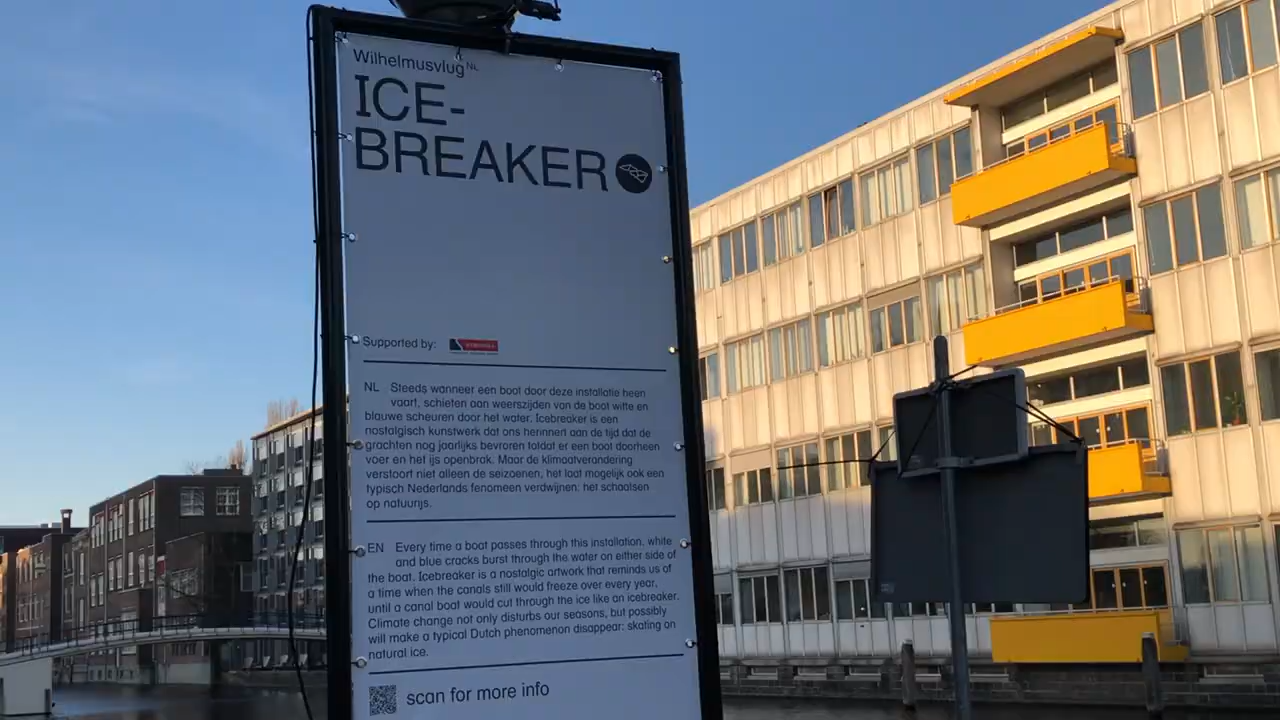 Wilhelmusvlug NL
ICE-
BREAKER
Supported by:
NL Steeds wanneer een boot door deze installatie heen
vaart, schieten aan weerszijden van de boot witte en
blauwe scheuren door het water. Icebreaker is een
nostalgisch kunstwerk dat ons herinnert aan de tijd dat de
grachten nog jaarlijks bevroren totdat er een boot doorheen
voer en het ijs openbrak. Maar de klimaatverandering
verstoort niet alleen de seizoenen, het laat mogelijk ook een
typisch Nederlands fenomeen verdwijnen: het schaatsen
op natuurijs.
EN Every time a boat passes through this installation, white
and blue cracks burst through the water on either side of
the boat. Icebreaker is a nostalgic artwork that reminds us of
a time when the canals still would freeze over every year,
until a canal boat would cut through the ice like an icebreaker.
Climate change not only disturbs our seasons, but possibly
will make a typical Dutch phenomenon disappear: skating on
natural ice.
scan for more info